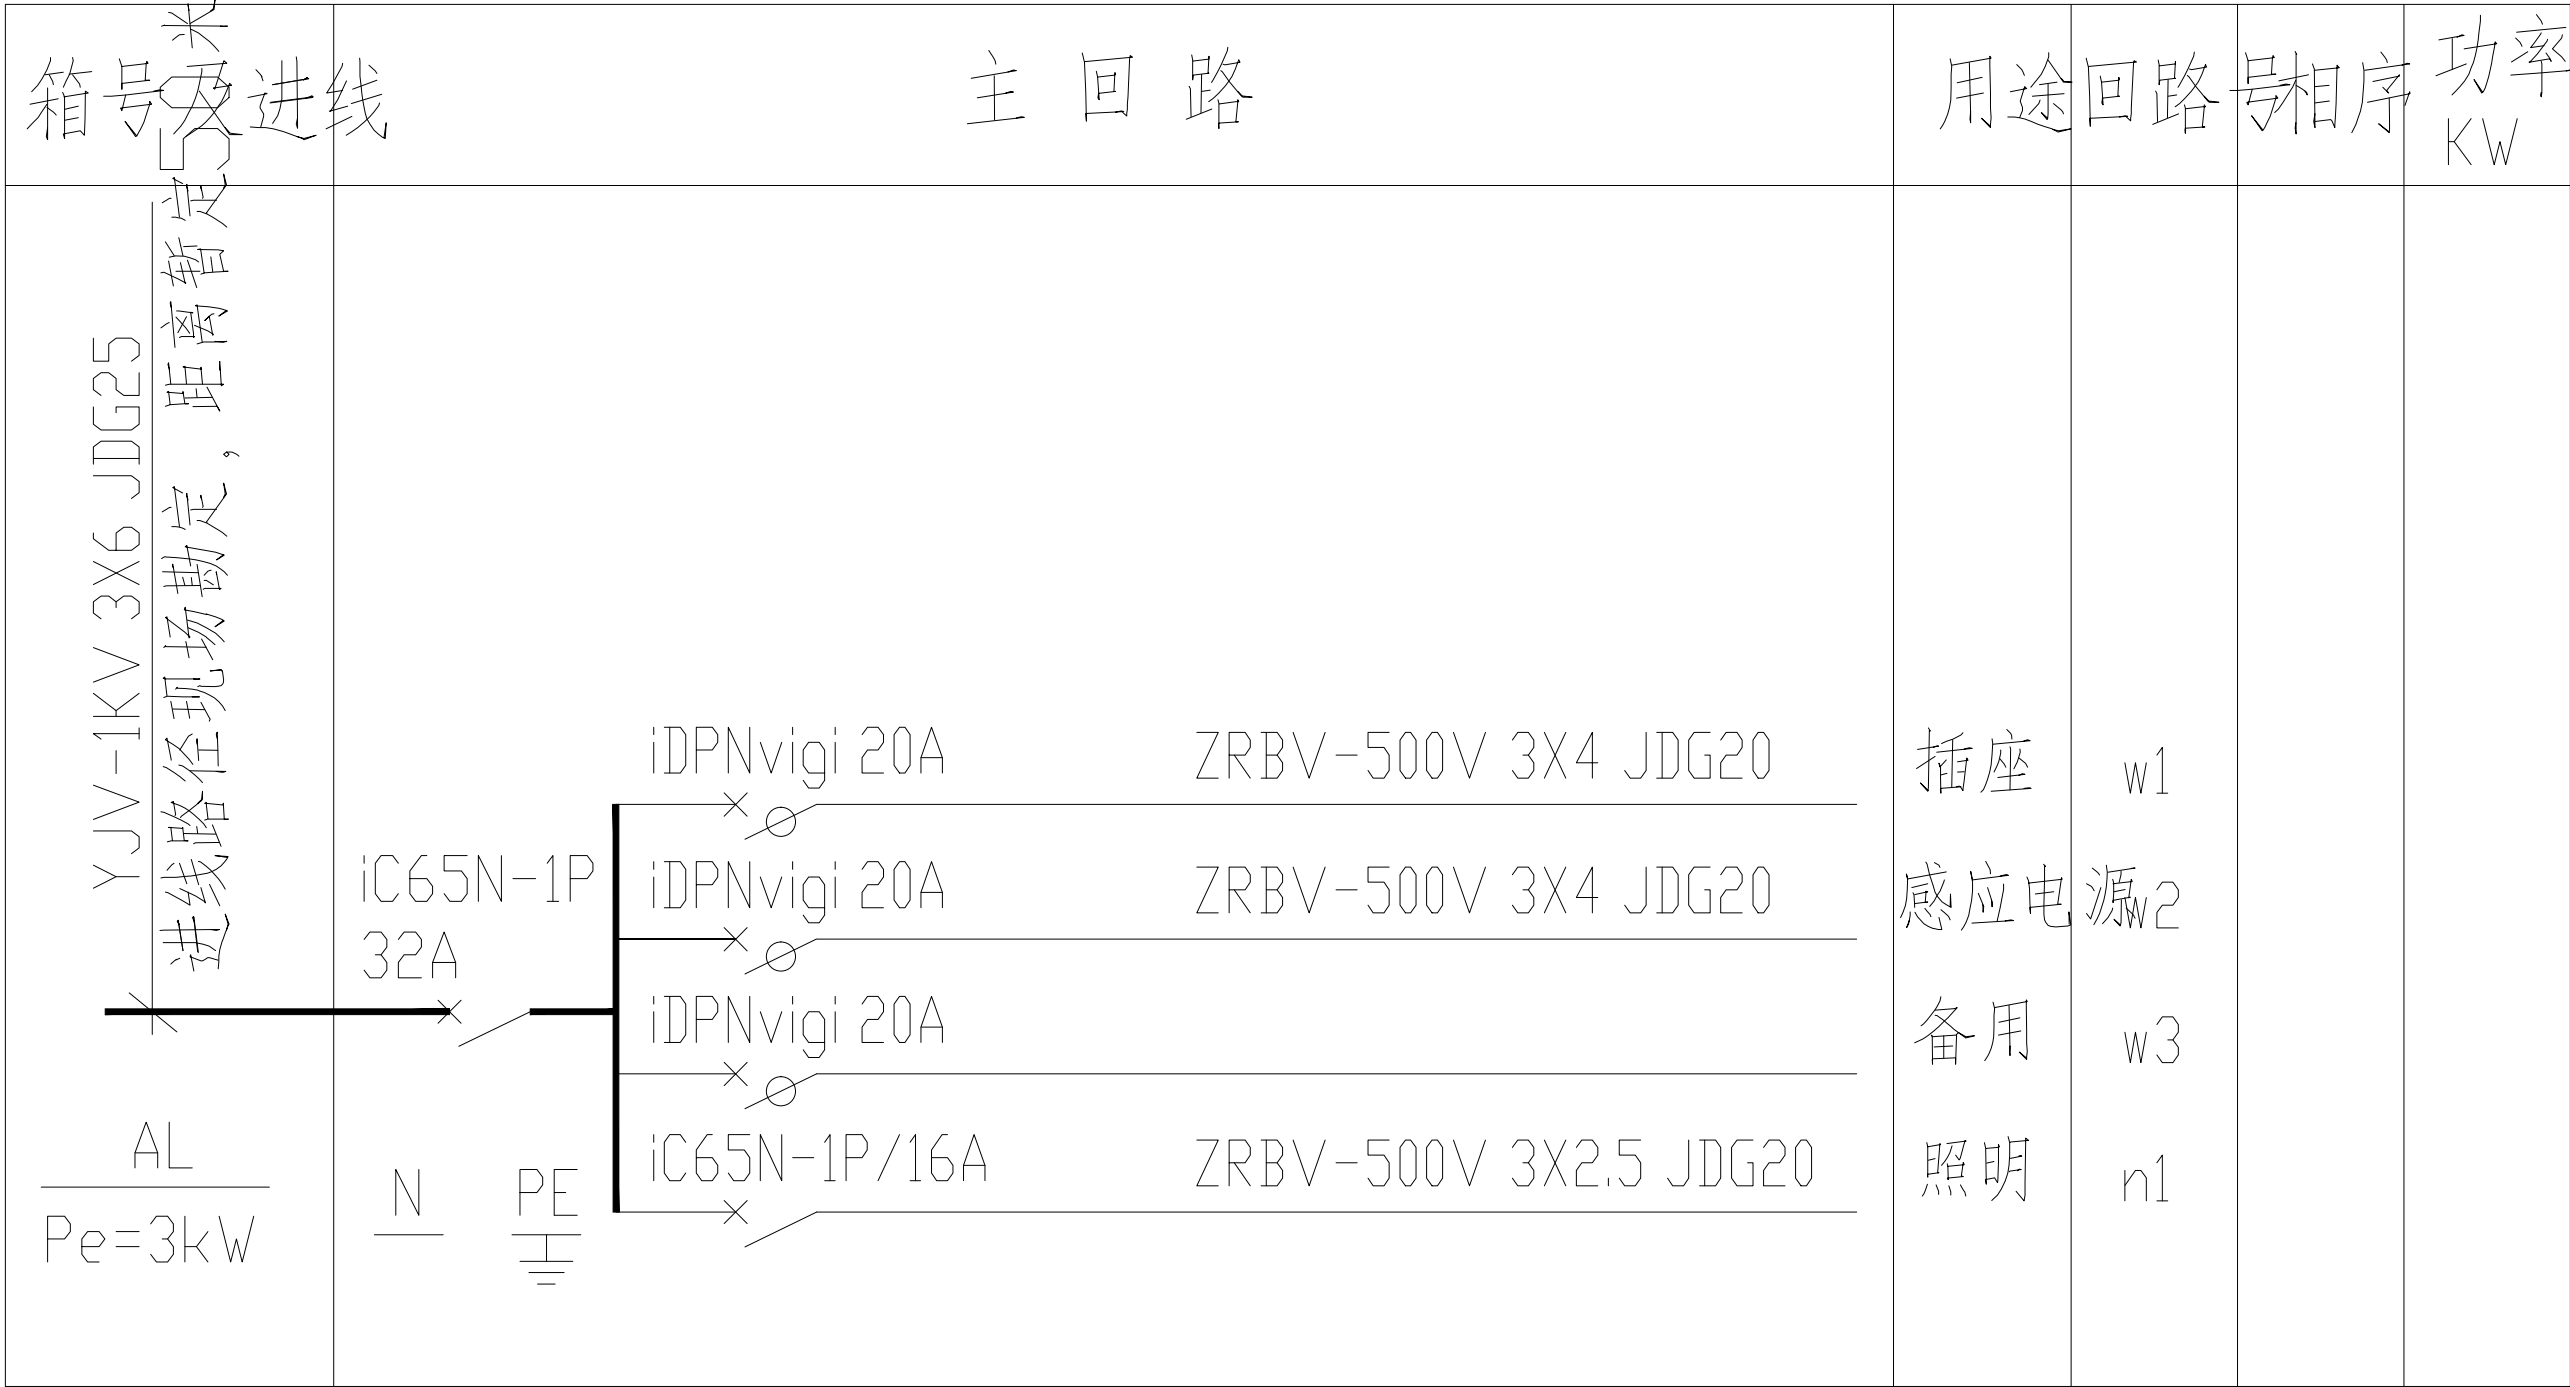 箱号及进线
主回路
用途
回路号
相序
功率
KW
YJV-1KV 3X6 JDG25
进线路径现场勘定，距离暂定50米
iC65N-1P
32A
iDPNvigi 20A
ZRBV-500V 3X4 JDG20
插座
w1
iDPNvigi 20A
ZRBV-500V 3X4 JDG20
感应电源
w2
iDPNvigi 20A
备用
w3
iC65N-1P/16A
ZRBV-500V 3X2.5 JDG20
照明
n1
AL
Pe=3kW
N
PE